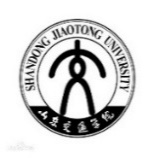 SHANDONG JIAOTONG UNIVERSITY
山东交通学院